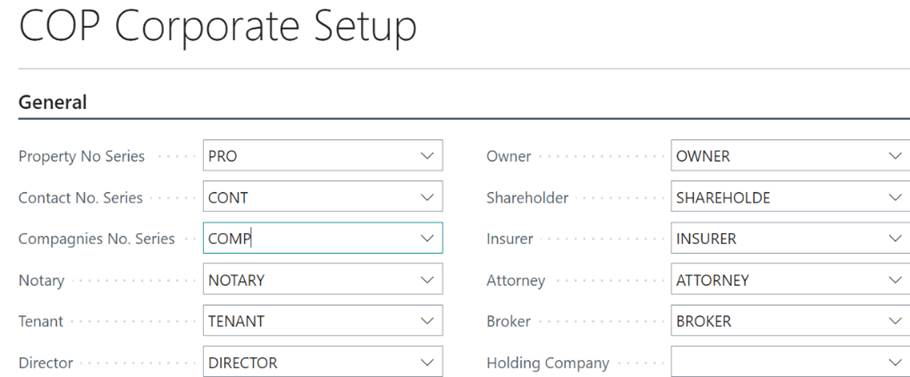 COP Corporate Setup
General
Property No Series PRO Owner OWNER
Contact No. Series CONT Shareholder SHAREHOLDE
Compagnies No. Series COMP Insurer INSURER
Notary NOTARY Attorney ATTORNEY
Tenant TENANT Broker BROKER
Director DIRECTOR Holding Company